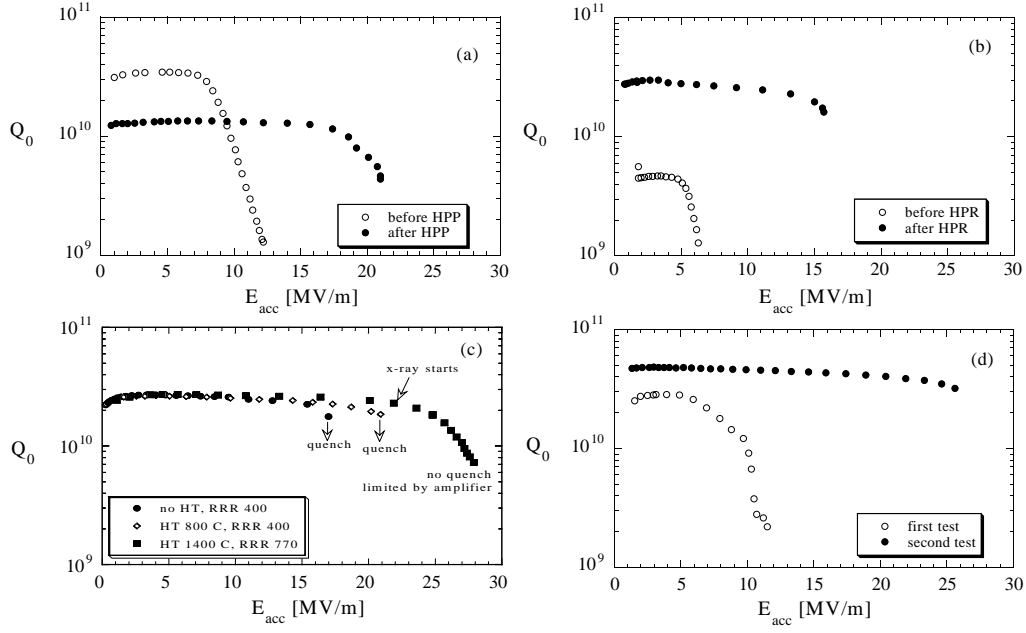 10^11
(a)
Q_0
10^10
before HPP
after HPP
10^9
0 5 10 15 20 25 30
E_acc [MV/m]
10^11
(b)
Q_0
10^10
before HPR
after HPR
10^9
0 5 10 15 20 25 30
E_acc [MV/m]
10^11
(c)
x-ray starts
quench
quench
Q_0
10^10
no quench
limited by amplifier
no HT, RRR 400
HT 800 C, RRR 400
HT 1400 C, RRR 770
10^9
0 5 10 15 20 25 30
E_acc [MV/m]
10^11
(d)
Q_0
10^10
first test
second test
10^9
0 5 10 15 20 25 30
E_acc [MV/m]